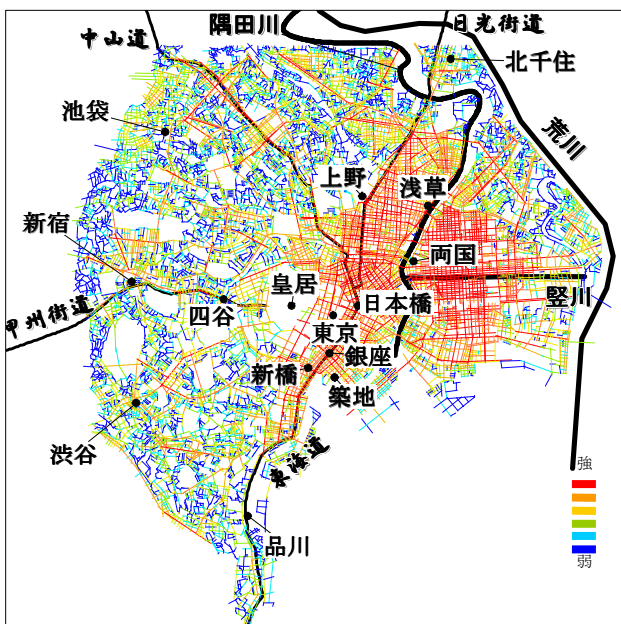 中山道
隅田川
日光街道
北千住
池袋
荒川
上野
浅草
新宿
両国
皇居
日本橋
竪川
甲州街道
四谷
東京
銀座
新橋
築地
渋谷
東海道
強
弱
品川